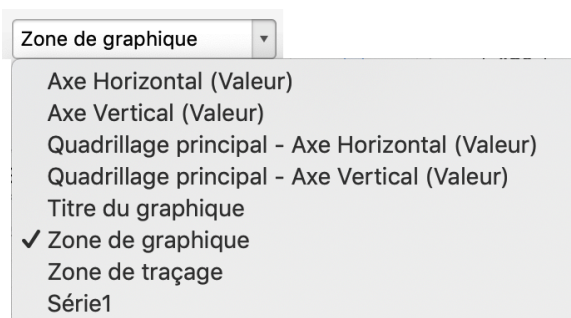 Zone de graphique
Axe Horizontal (Valeur)
Axe Vertical (Valeur)
Quadrillage principal - Axe Horizontal (Valeur)
Quadrillage principal - Axe Vertical (Valeur)
Titre du graphique
✓ Zone de graphique
Zone de traçage
Série1